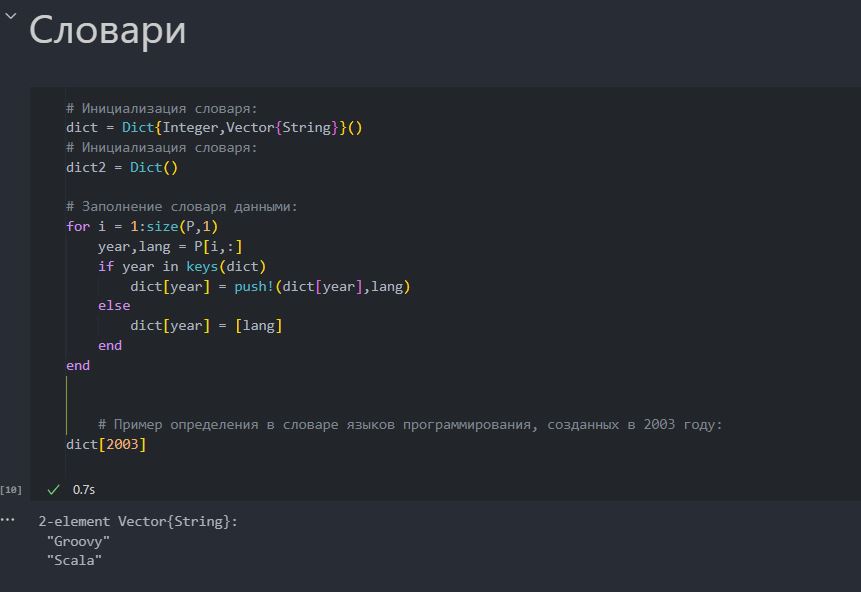 Словари
# Инициализация словаря:
dict = Dict{Integer,Vector{String}}()
# Инициализация словаря:
dict2 = Dict()
# Заполнение словаря данными:
for i = 1:size(P,1)
year,lang = P[i,:]
if year in keys(dict)
dict[year] = push!(dict[year],lang)
else
dict[year] = [lang]
end
end
# Пример определения в словаре языков программирования, созданных в 2003 году:
dict[2003]
[10] 0.7s
2-element Vector{String}:
"Groovy"
"Scala"